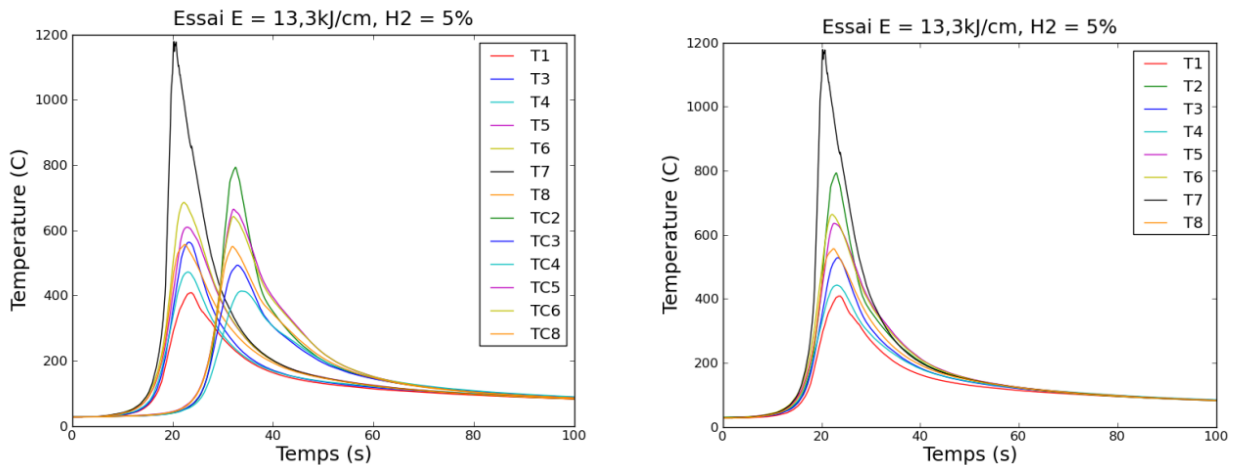 Essai E = 13,3kJ/cm, H2 = 5%
1200
1000
800
600
400
200
0
Temperature (C)
T1
T3
T4
T5
T6
T7
T8
TC2
TC3
TC4
TC5
TC6
TC8
0 20 40 60 80 100
Temps (s)
Essai E = 13,3kJ/cm, H2 = 5%
1200
1000
800
600
400
200
0
Temperature (C)
T1
T2
T3
T4
T5
T6
T7
T8
0 20 40 60 80 100
Temps (s)